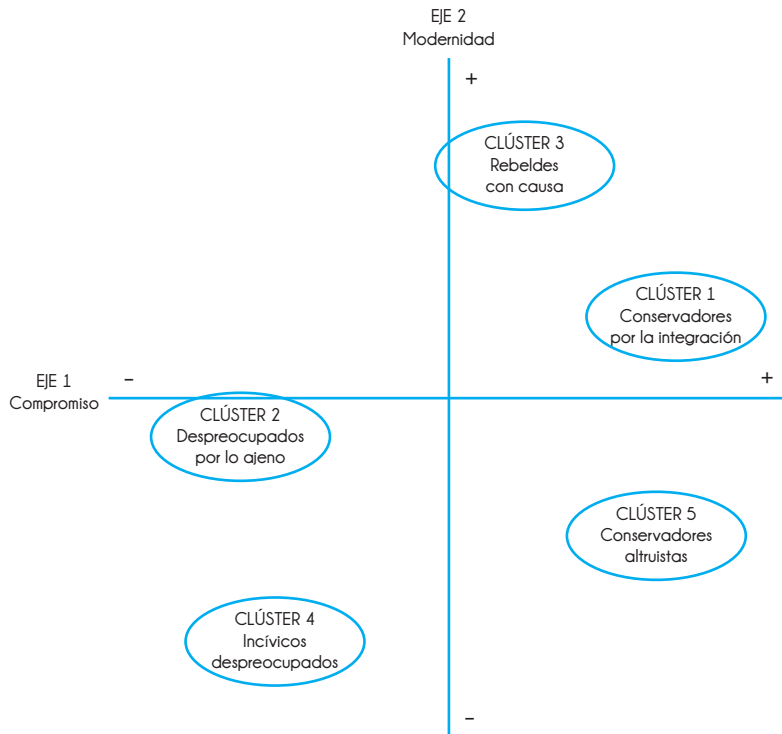 EJE 2
Modernidad
+
CLÚSTER 3
Rebeldes
con causa
CLÚSTER 1
Conservadores
por la integración
EJE 1
Compromiso
–
+
CLÚSTER 2
Despreocupados
por lo ajeno
CLÚSTER 5
Conservadores
altruistas
CLÚSTER 4
Incívicos
despreocupados
–